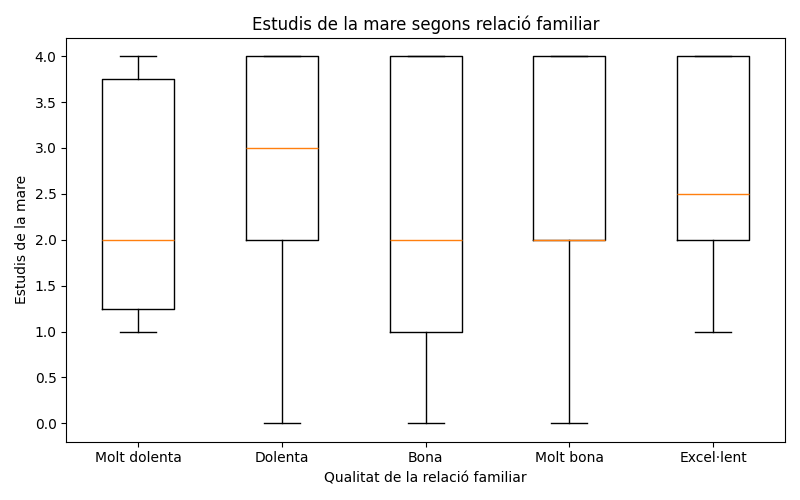 Estudis de la mare segons relació familiar
Estudis de la mare
4.0
3.5
3.0
2.5
2.0
1.5
1.0
0.5
0.0
Molt dolenta
Dolenta
Bona
Molt bona
Excel·lent
Qualitat de la relació familiar